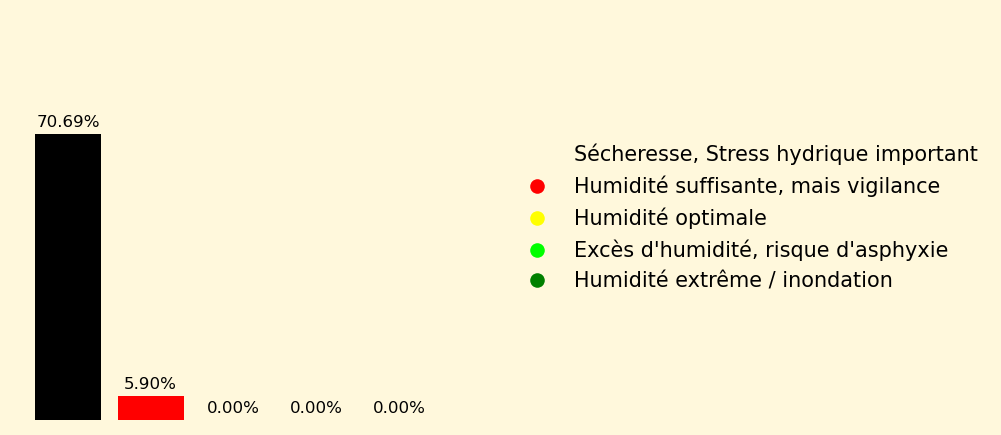 70.69%
5.90%
0.00%
0.00%
0.00%
Sécheresse, Stress hydrique important
Humidité suffisante, mais vigilance
Humidité optimale
Excès d'humidité, risque d'asphyxie
Humidité extrême / inondation